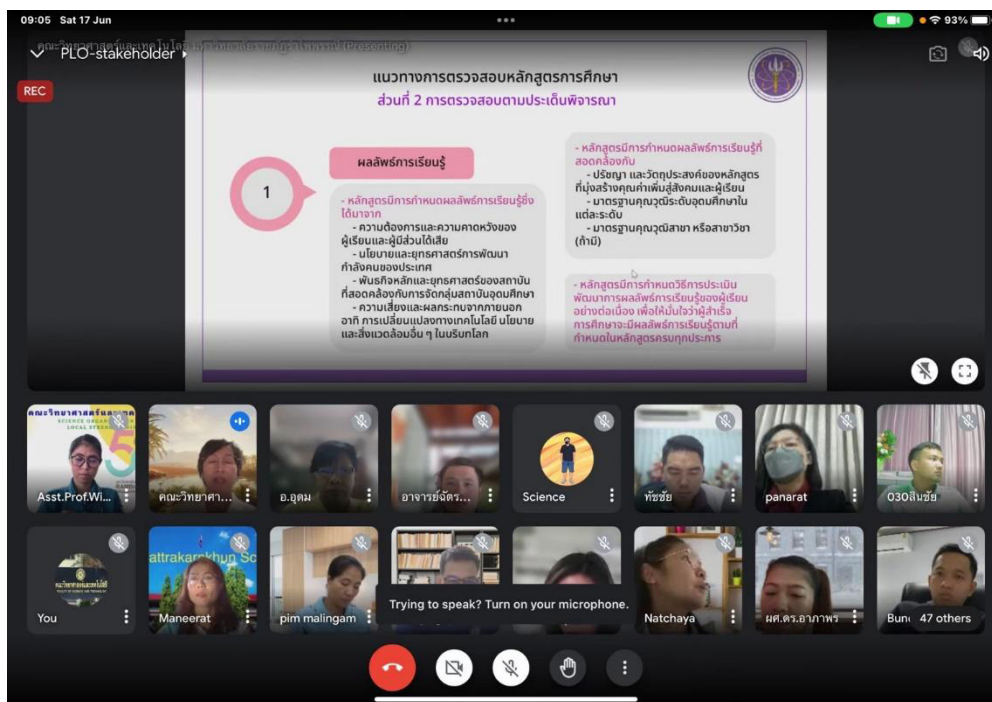 09:05 Sat 17 Jun
93%
PLO-stakeholder
REC
แนวทางการตรวจสอบหลักสูตรการศึกษา
ส่วนที่ 2 การตรวจสอบตามประเด็นพิจารณา
1
ผลลัพธ์การเรียนรู้
- หลักสูตรมีการกำหนดผลลัพธ์การเรียนรู้ซึ่ง
ได้มาจาก
- ความต้องการและความคาดหวังของ
ผู้เรียนและผู้มีส่วนได้เสีย
- นโยบายและยุทธศาสตร์การพัฒนา
กำลังคนของประเทศ
- พันธกิจหลักและยุทธศาสตร์ของสถาบัน
ที่สอดคล้องกับการจัดกลุ่มสถาบันอุดมศึกษา
- ความเสี่ยงและผลกระทบจากภายนอก
อาทิ การเปลี่ยนแปลงทางเทคโนโลยี นโยบาย
และสิ่งแวดล้อมอื่น ๆ ในบริบทโลก
- หลักสูตรมีการกำหนดผลลัพธ์การเรียนรู้ที่
สอดคล้องกับ
- ปรัชญา และวัตถุประสงค์ของหลักสูตร
ที่มุ่งสร้างคุณค่าเพิ่มสู่สังคมและผู้เรียน
- มาตรฐานคุณวุฒิระดับอุดมศึกษาใน
แต่ละระดับ
- มาตรฐานคุณวุฒิสาขา หรือสาขาวิชา
(ถ้ามี)
- หลักสูตรมีการกำหนดวิธีการประเมิน
พัฒนาการผลลัพธ์การเรียนรู้ของผู้เรียน
อย่างต่อเนื่อง เพื่อให้มั่นใจว่าผู้สำเร็จ
การศึกษาจะมีผลลัพธ์การเรียนรู้ตามที่
กำหนดในหลักสูตรครบทุกประการ
Asst.Prof.Wi...
คณะวิทยาศา...
อ.อุดม
อาจารย์ฉัตร...
Science
ทัชชัย
panarat
030สินชัย
You
Maneerat
pim malingam
Trying to speak? Turn on your microphone.
Natchaya
ผศ.ดร.อาภาพร
47 others